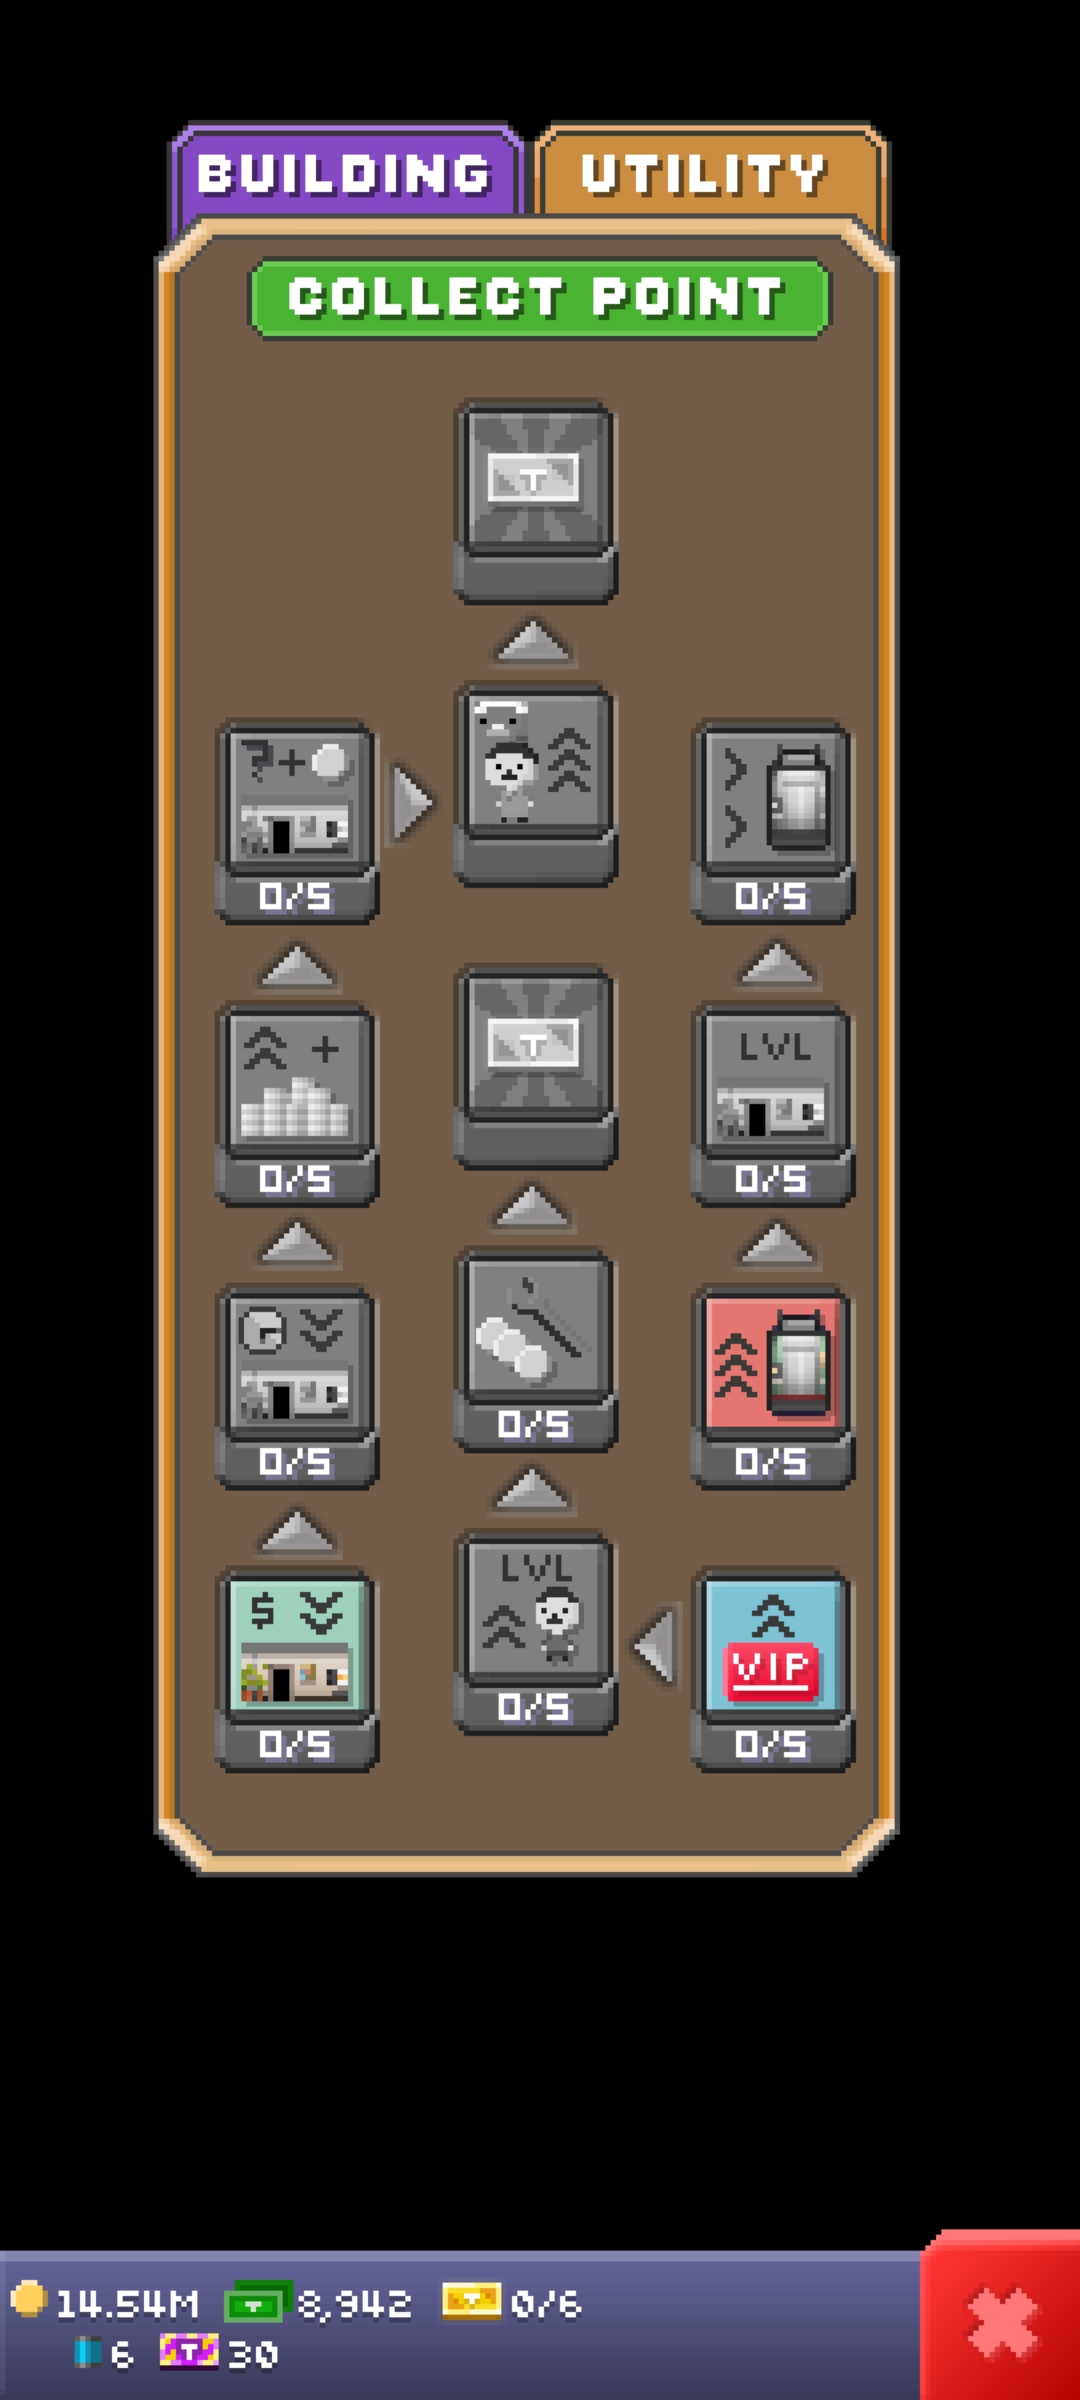 BUILDING
UTILITY
COLLECT POINT
T
?+
0/5
0/5
+
0/5
T
LVL
0/5
0/5
0/5
0/5
LVL
$
VIP
0/5
0/5
0/5
14.54M
T
8,942
T
0/6
6
T
30